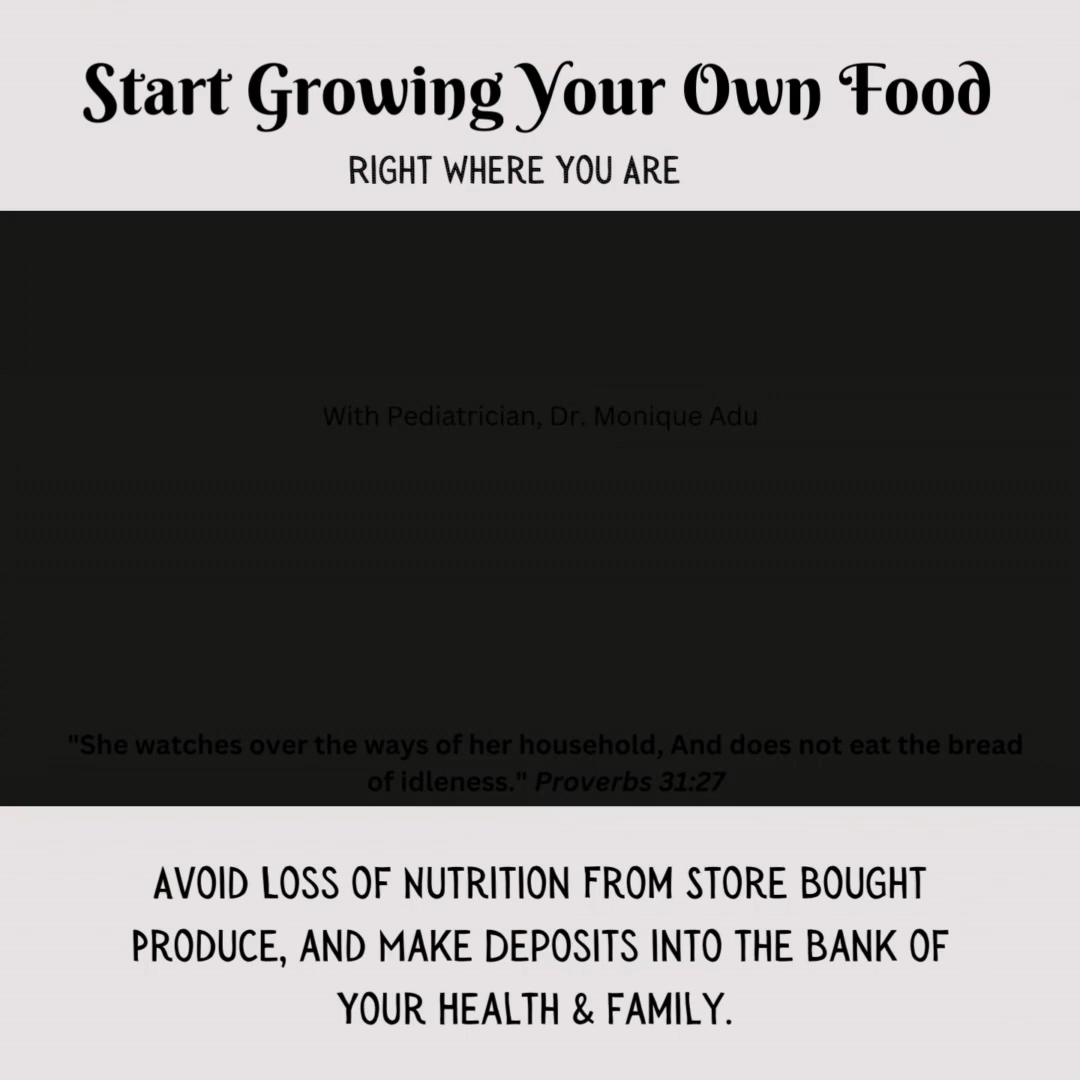 Start Growing Your Own Food
RIGHT WHERE YOU ARE
With Pediatrician, Dr. Monique Adu
"She watches over the ways of her household, And does not eat the bread
of idleness." Proverbs 31:27
AVOID LOSS OF NUTRITION FROM STORE BOUGHT
PRODUCE, AND MAKE DEPOSITS INTO THE BANK OF
YOUR HEALTH & FAMILY.